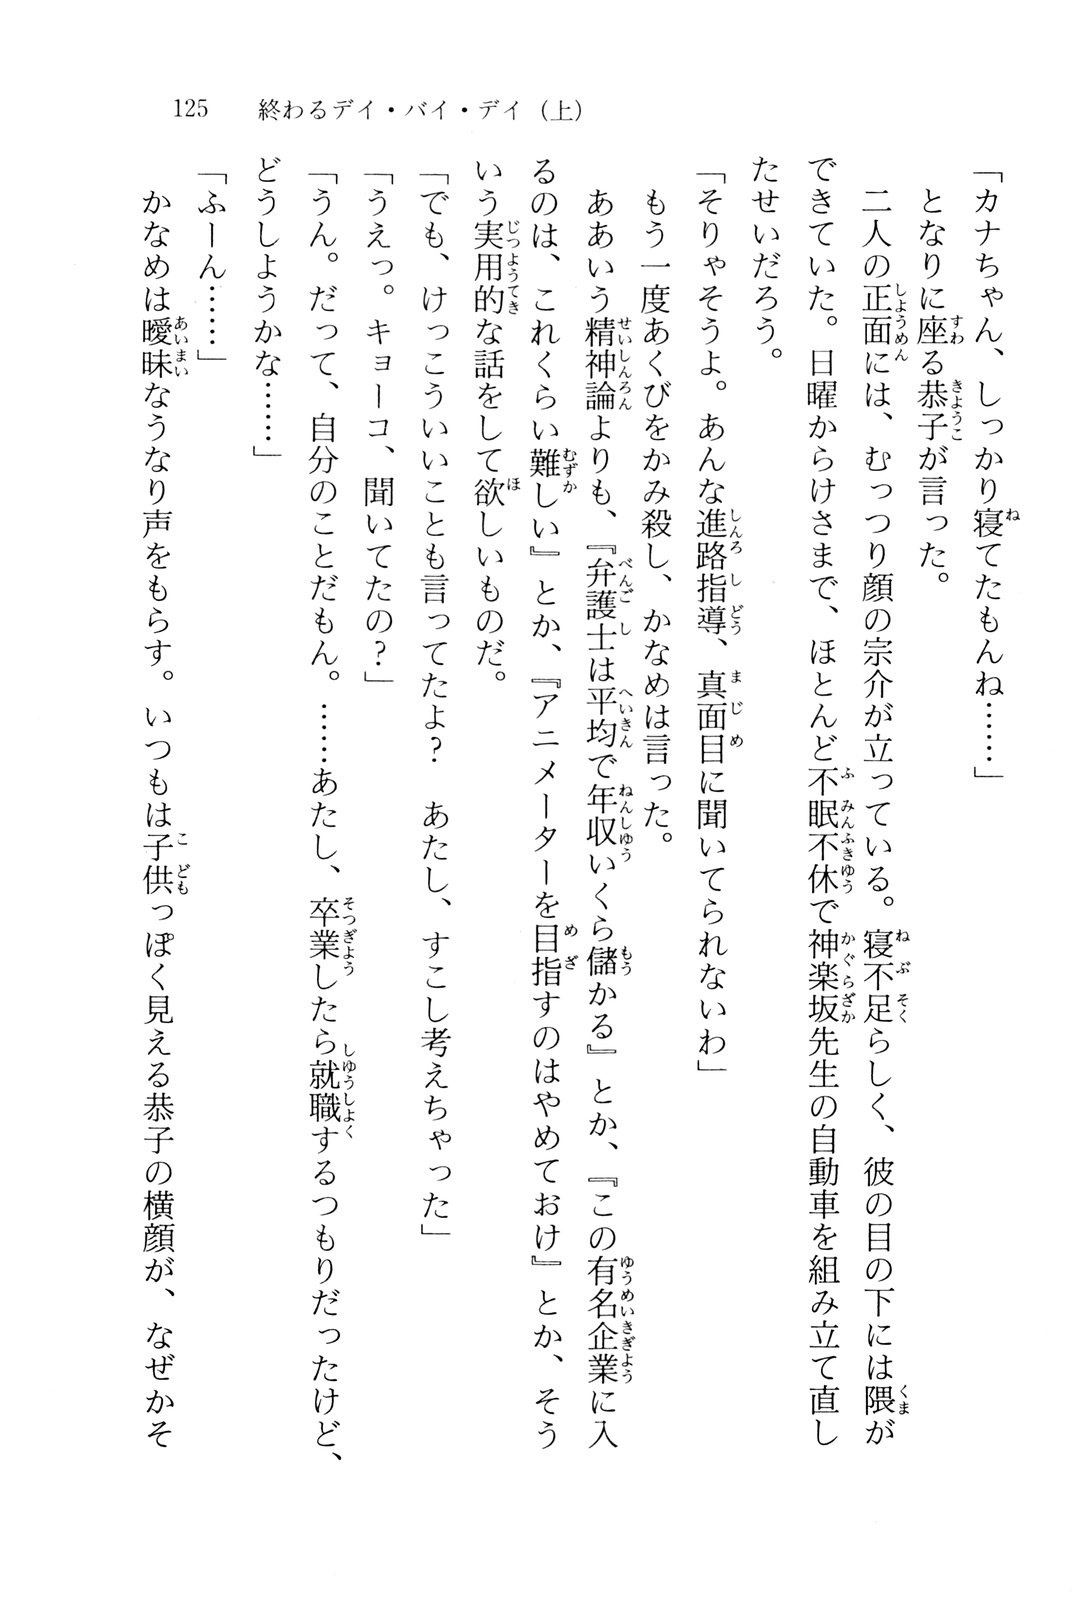 125　終わるデイ・バイ・デイ（上）
「カナちゃん、しっかり寝てたもんね……」
　となりに座る恭子が言った。
　二人の正面には、むっつり顔の宗介が立っている。寝不足らしく、彼の目の下には隈が
できていた。日曜からけさまで、ほとんど不眠不休で神楽坂先生の自動車を組み立て直し
たせいだろう。
「そりゃそうよ。あんな進路指導、真面目に聞いてられないわ」
　もう一度あくびをかみ殺し、かなめは言った。
　ああいう精神論よりも、『弁護士は平均で年収いくら儲かる』とか、『この有名企業に入
るのは、これくらい難しい』とか、『アニメーターを目指すのはやめておけ』とか、そう
いう実用的な話をして欲しいものだ。
「でも、けっこういいことも言ってたよ？　あたし、すこし考えちゃった」
「うえっ。キョーコ、聞いてたの？」
「うん。だって、自分のことだもん。……あたし、卒業したら就職するつもりだったけど、
どうしようかな……」
「ふーん……」
　かなめは曖昧なうなり声をもらす。いつもは子供っぽく見える恭子の横顔が、なぜかそ